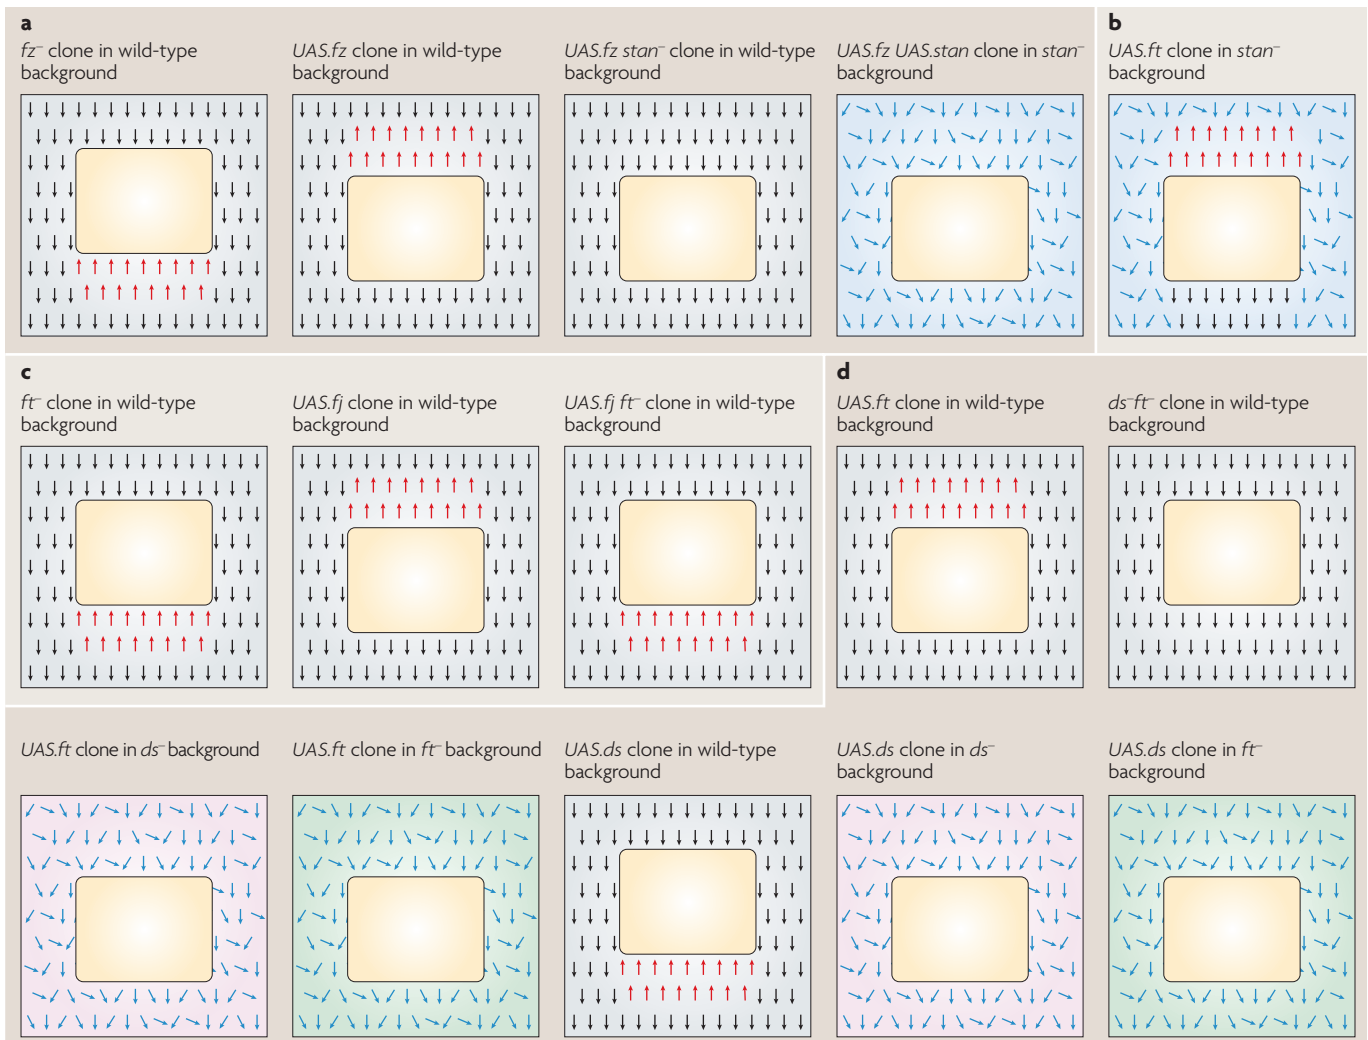 a
fz⁻ clone in wild-type
background
UAS.fz clone in wild-type
background
UAS.fz stan⁻ clone in wild-type
background
UAS.fz UAS.stan clone in stan⁻
background
b
UAS.ft clone in stan⁻
background
c
ft⁻ clone in wild-type
background
UAS.fj clone in wild-type
background
UAS.fj ft⁻ clone in wild-type
background
d
UAS.ft clone in wild-type
background
ds⁻ft⁻ clone in wild-type
background
UAS.ft clone in ds⁻ background
UAS.ft clone in ft⁻ background
UAS.ds clone in wild-type
background
UAS.ds clone in ds⁻
background
UAS.ds clone in ft⁻
background